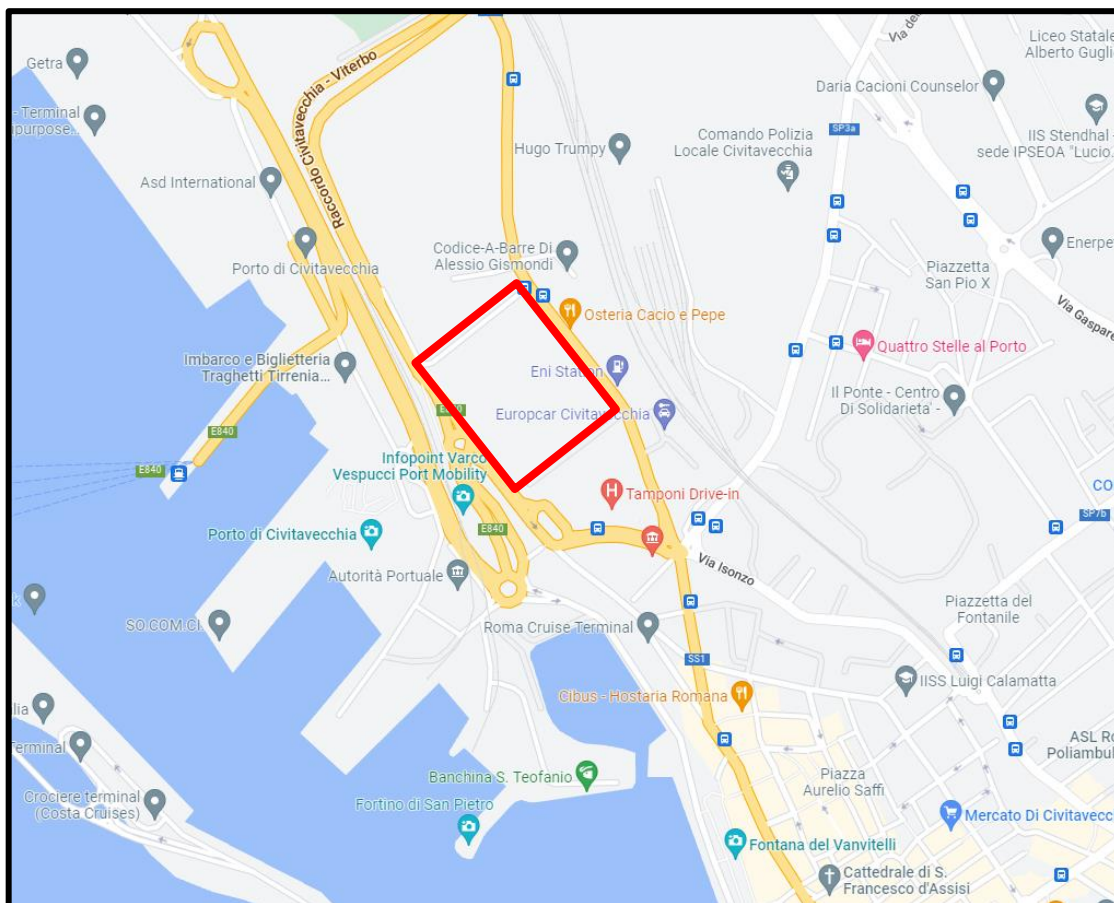 Via de
Liceo Statale
Alberto Gugli
Getra
Raccordo Civitavecchia - Viterbo
Daria Cacioni Counselor
- Terminal
SP3a
Hugo Trumpy
Comando Polizia
Locale Civitavecchia
IIS Stendhal -
sede IPSEOA "Lucio
Asd International
Codice-A-Barre Di
Alessio Gismondi
Enerpet
Porto di Civitavecchia
Piazzetta
San Pio X
Via Gaspare
Osteria Cacio e Pepe
Quattro Stelle al Porto
Imbarco e Biglietteria
Traghetti Tirrenia...
Eni Station
Il Ponte - Centro
Di Solidarieta' -
Europcar Civitavecchia
E840
E840
Infopoint Varco
Vespucci Port Mobility
Tamponi Drive-in
CO
SP7b
Porto di Civitavecchia
E840
Autorità Portuale
Via Isonzo
Piazzetta del
Fontanile
SO.COM.CI
Roma Cruise Terminal
SS1
IISS Luigi Calamatta
Cibus - Hostaria Romana
lia
Terminal
ASL Ro
Poliambul
Banchina S. Teofanio
Piazza
Aurelio Saffi
Crociere terminal
(Costa Cruises)
Fortino di San Pietro
Mercato Di Civitavecc
Fontana del Vanvitelli
Cattedrale di S.
Francesco d'Assisi